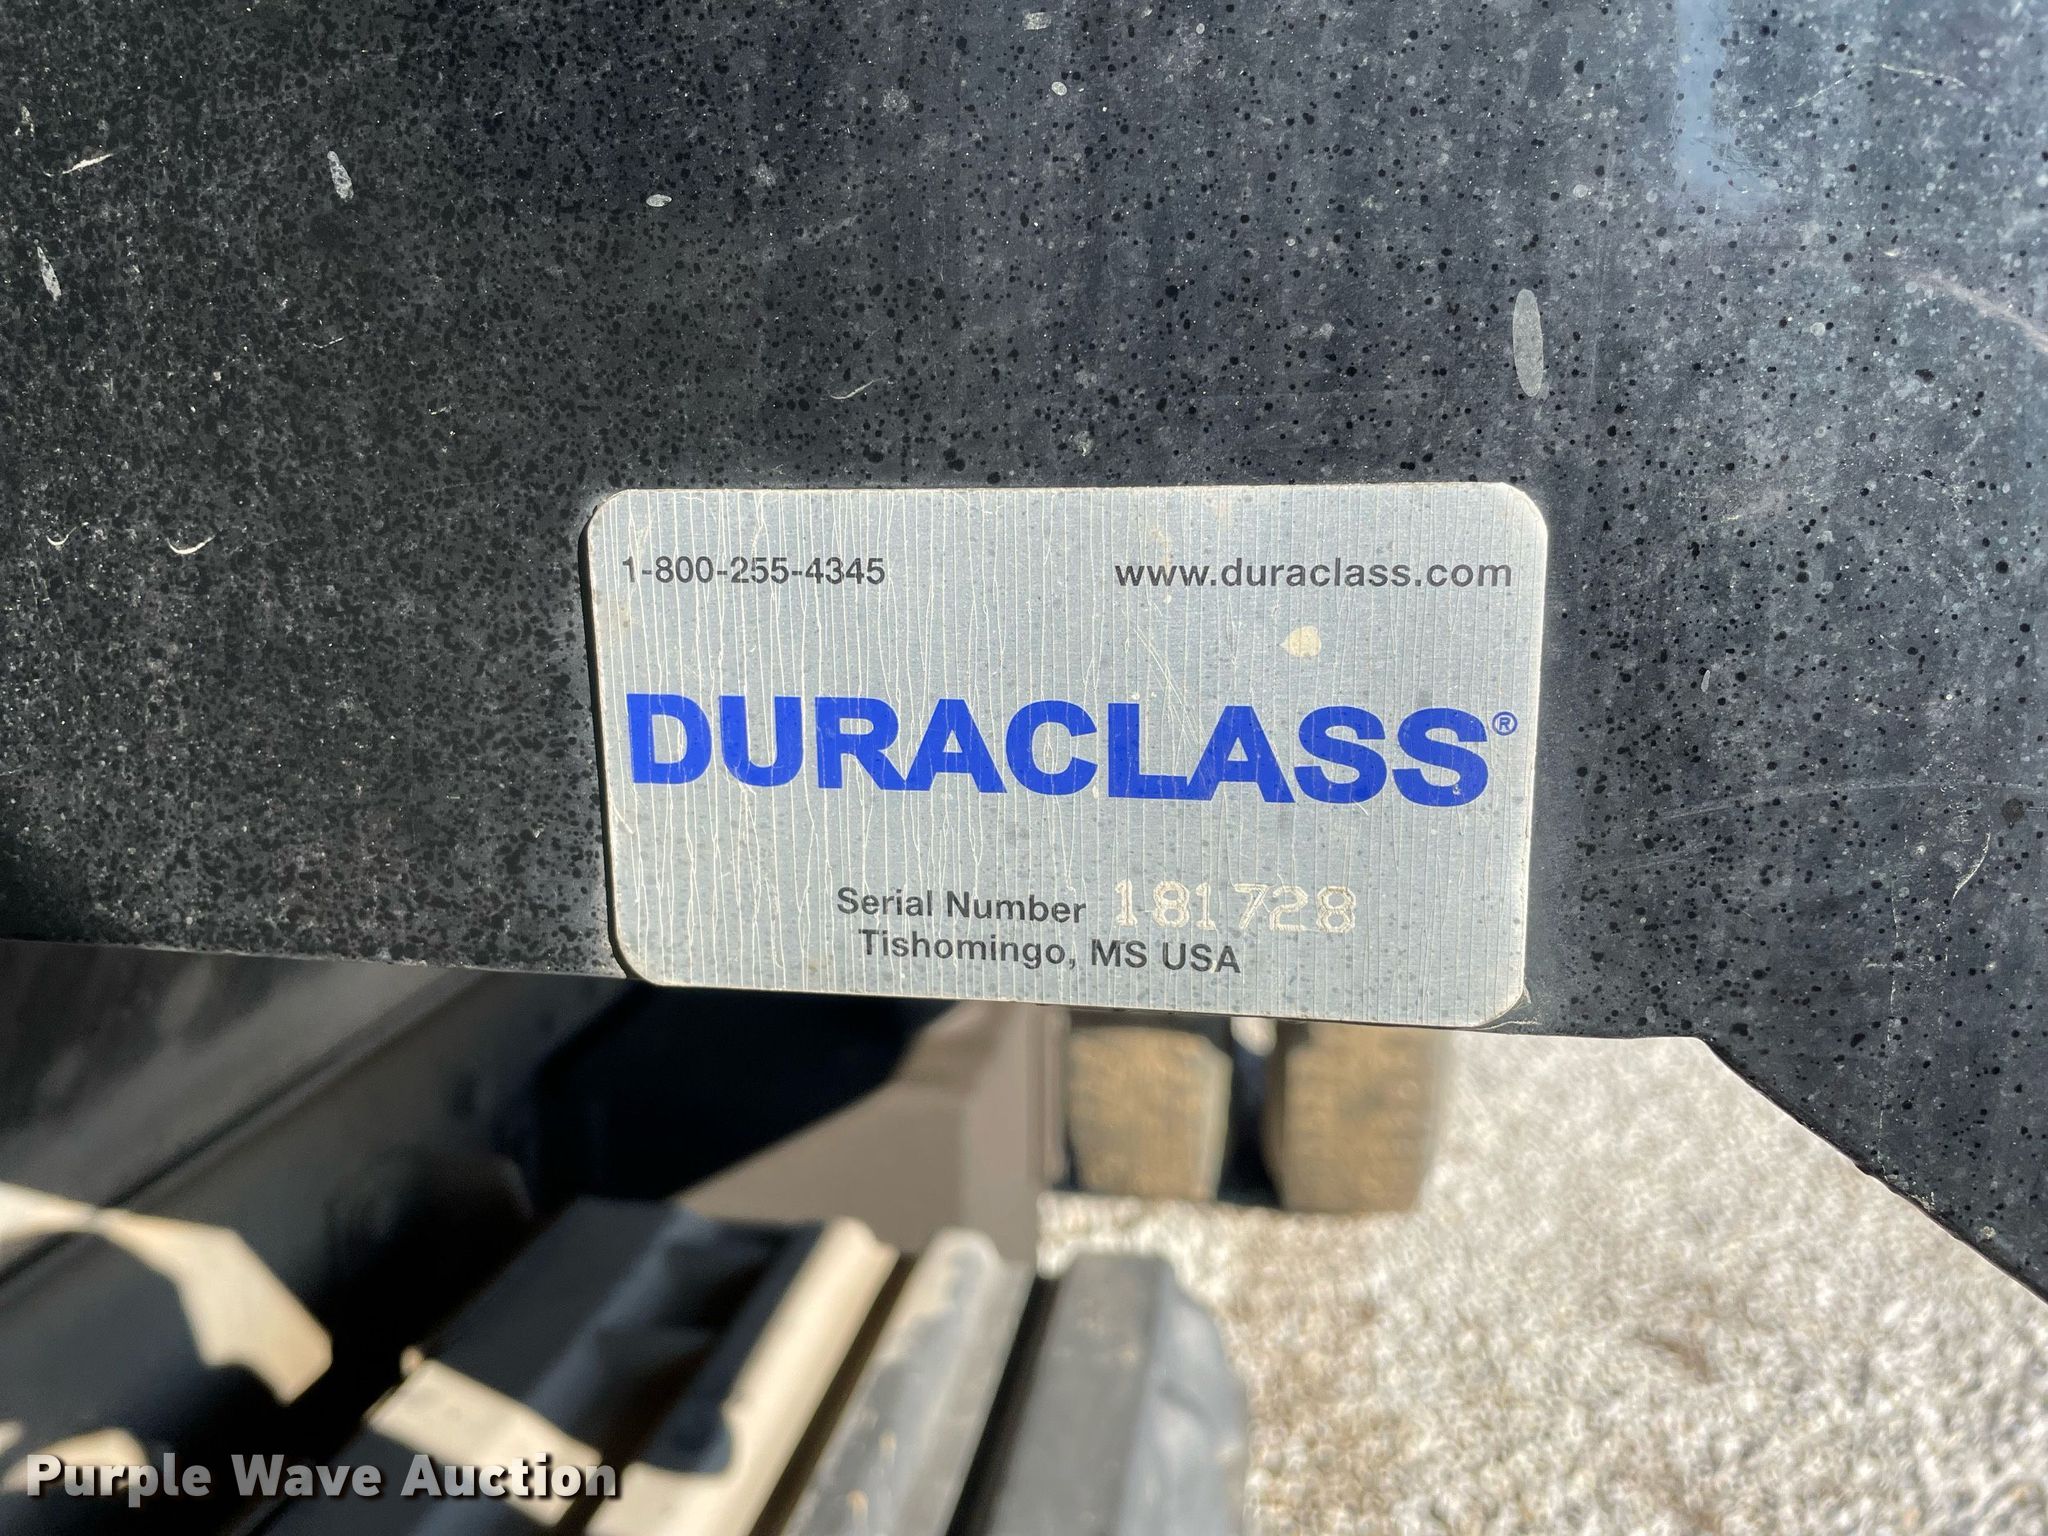 1-800-255-4345 www.duraclass.com
DURACLASS®
Serial Number 181728
Tishomingo, MS USA
Purple Wave Auction